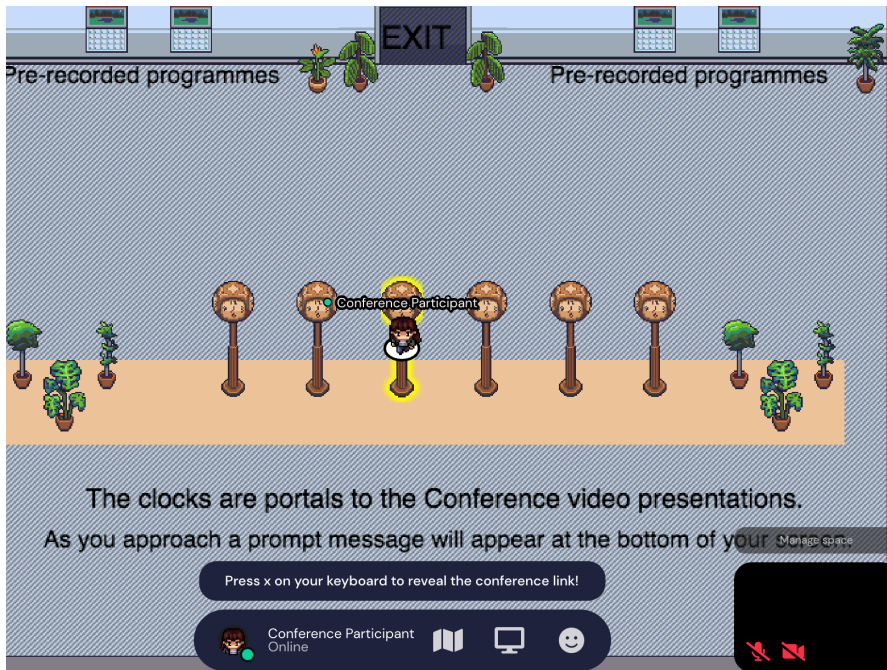 EXIT
Pre-recorded programmes
Pre-recorded programmes
Conference Participant
The clocks are portals to the Conference video presentations.
As you approach a prompt message will appear at the bottom of your screen.
Manage space
Press x on your keyboard to reveal the conference link!
Conference Participant
Online